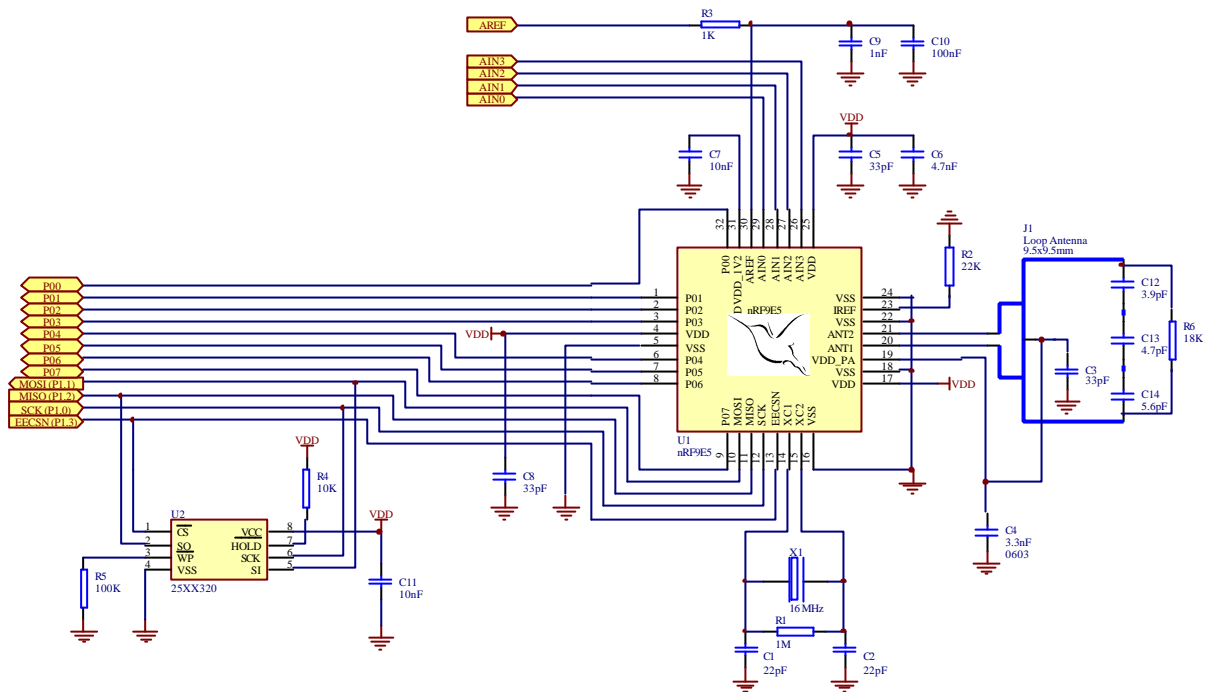 R3
AREF
1K
C9
1nF
C10
100nF
AIN3
AIN2
AIN1
AIN0
VDD
C7
10nF
C5
33pF
C6
4.7nF
32
31
30
29
28
27
26
25
P00
DVDD_1V2
AREF
AIN0
AIN1
AIN2
AIN3
VDD
R2
22K
J1
Loop Antenna
9.5x9.5mm
P00
P01
P02
P03
P04
P05
P06
P07
MOSI (P1.1)
MISO (P1.2)
SCK (P1.0)
EECSN (P1.3)
VDD
1
2
3
4
5
6
7
8
P01
P02
P03
VDD
VSS
P04
P05
P06
nRF9E5
VSS
IREF
VSS
ANT2
ANT1
VDD_PA
VSS
VDD
24
23
22
21
20
19
18
17
VDD
C12
3.9pF
C13
4.7pF
C14
5.6pF
R6
18K
C3
33pF
P07
MOSI
MISO
SCK
EECSN
XC1
XC2
VSS
U1
nRF9E5
9
10
11
12
13
14
15
16
VDD
R4
10K
C8
33pF
U2
VDD
1
2
3
4
CS
SO
WP
VSS
VCC
HOLD
SCK
SI
8
7
6
5
25XX320
R5
100K
C11
10nF
C4
3.3nF
0603
X1
16 MHz
R1
1M
C1
22pF
C2
22pF